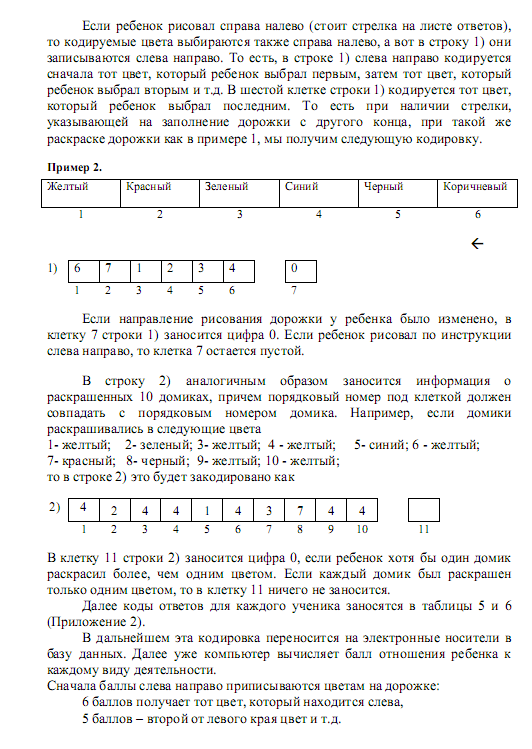 Если ребенок рисовал справа налево (стоит стрелка на листе ответов),
то кодируемые цвета выбираются также справа налево, а вот в строку 1) они
записываются слева направо. То есть, в строке 1) слева направо кодируется
сначала тот цвет, который ребенок выбрал первым, затем тот цвет, который
ребенок выбрал вторым и т.д. В шестой клетке строки 1) кодируется тот цвет,
который ребенок выбрал последним. То есть при наличии стрелки,
указывающей на заполнение дорожки с другого конца, при такой же
раскраске дорожки как в примере 1, мы получим следующую кодировку.
Пример 2.
Желтый Красный Зеленый Синий Черный Коричневый
1 2 3 4 5 6
←
1) 6 7 1 2 3 4 0
1 2 3 4 5 6 7
Если направление рисования дорожки у ребенка было изменено, в
клетку 7 строки 1) заносится цифра 0. Если ребенок рисовал по инструкции
слева направо, то клетка 7 остается пустой.
В строку 2) аналогичным образом заносится информация о
раскрашенных 10 домиках, причем порядковый номер под клеткой должен
совпадать с порядковым номером домика. Например, если домики
раскрашивались в следующие цвета
1- желтый; 2- зеленый; 3- желтый; 4 - желтый; 5- синий; 6 - желтый;
7- красный; 8- черный; 9- желтый; 10 - желтый;
то в строке 2) это будет закодировано как
2) 4 2 4 4 1 4 3 7 4 4
1 2 3 4 5 6 7 8 9 10 11
В клетку 11 строки 2) заносится цифра 0, если ребенок хотя бы один домик
раскрасил более, чем одним цветом. Если каждый домик был раскрашен
только одним цветом, то в клетку 11 ничего не заносится.
Далее коды ответов для каждого ученика заносятся в таблицы 5 и 6
(Приложение 2).
В дальнейшем эта кодировка переносится на электронные носители в
базу данных. Далее уже компьютер вычисляет балл отношения ребенка к
каждому виду деятельности.
Сначала баллы слева направо приписываются цветам на дорожке:
6 баллов получает тот цвет, который находится слева,
5 баллов – второй от левого края цвет и т.д.